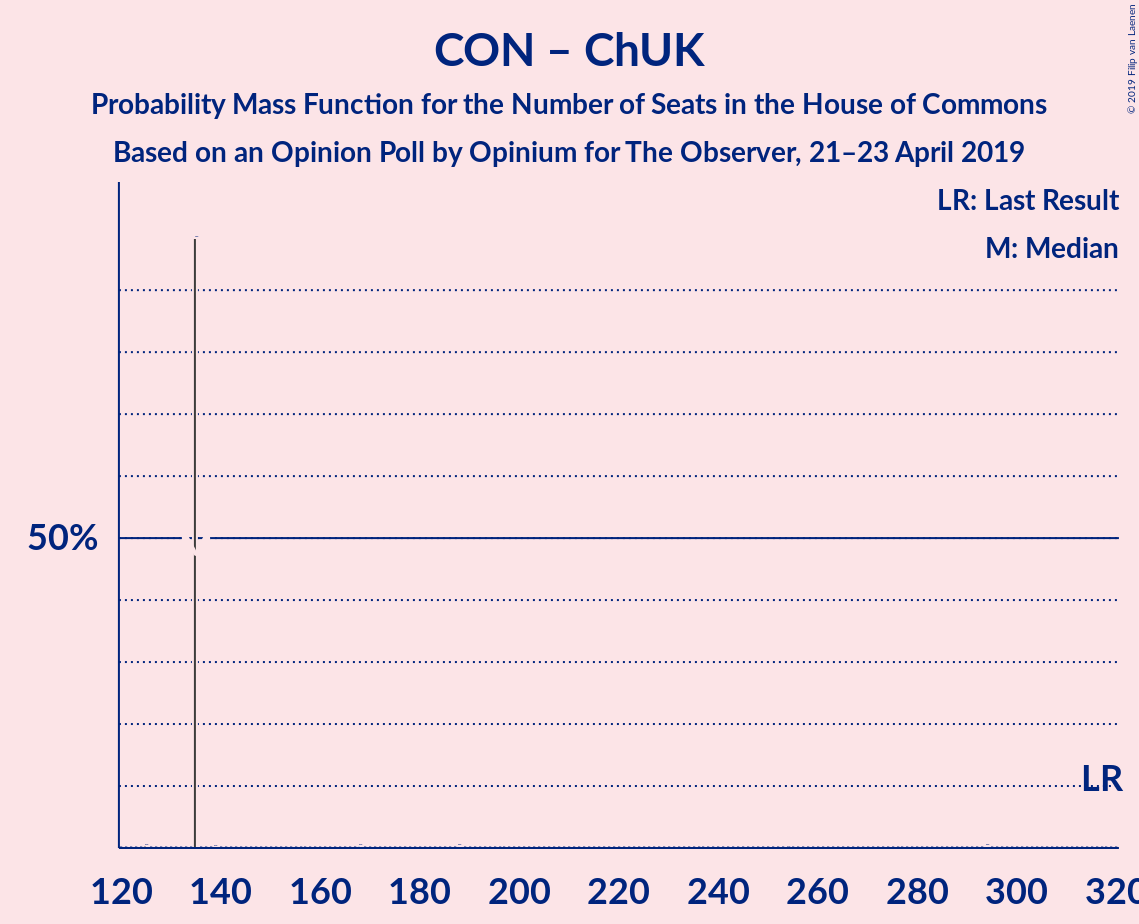 CON – ChUK
Probability Mass Function for the Number of Seats in the House of Commons
Based on an Opinion Poll by Opinium for The Observer, 21–23 April 2019
© 2019 Filip van Laenen
LR: Last Result
M: Median
50%
LR
120 140 160 180 200 220 240 260 280 300 320